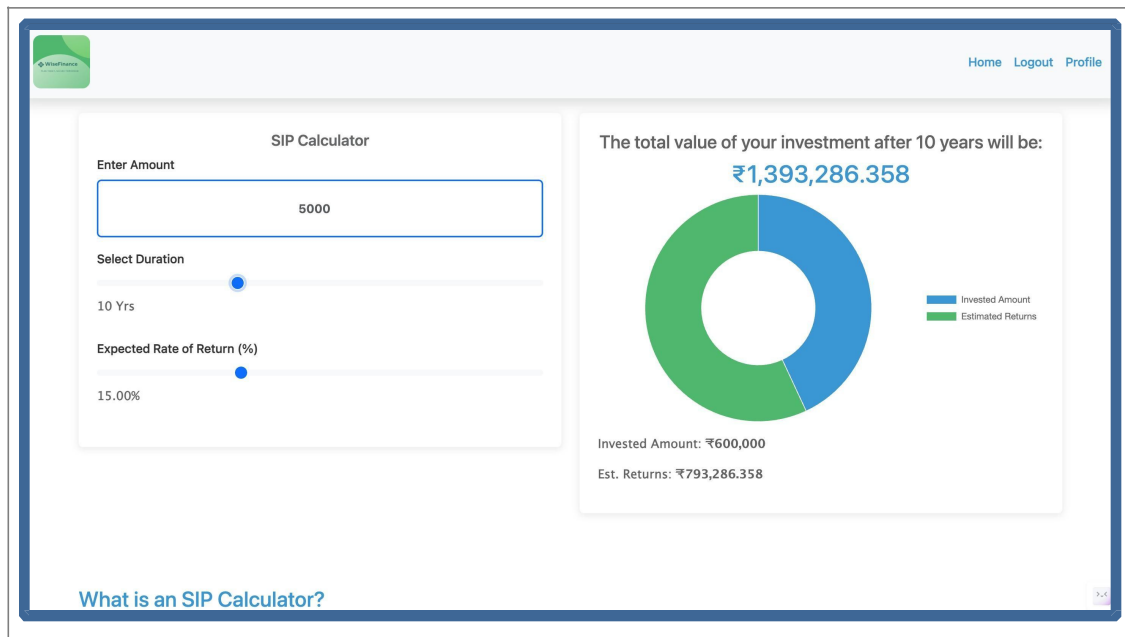 WiseFinance
Home Logout Profile
SIP Calculator
Enter Amount
5000
Select Duration
10 Yrs
Expected Rate of Return (%)
15.00%
The total value of your investment after 10 years will be:
₹1,393,286.358
Invested Amount
Estimated Returns
Invested Amount: ₹600,000
Est. Returns: ₹793,286.358
What is an SIP Calculator?